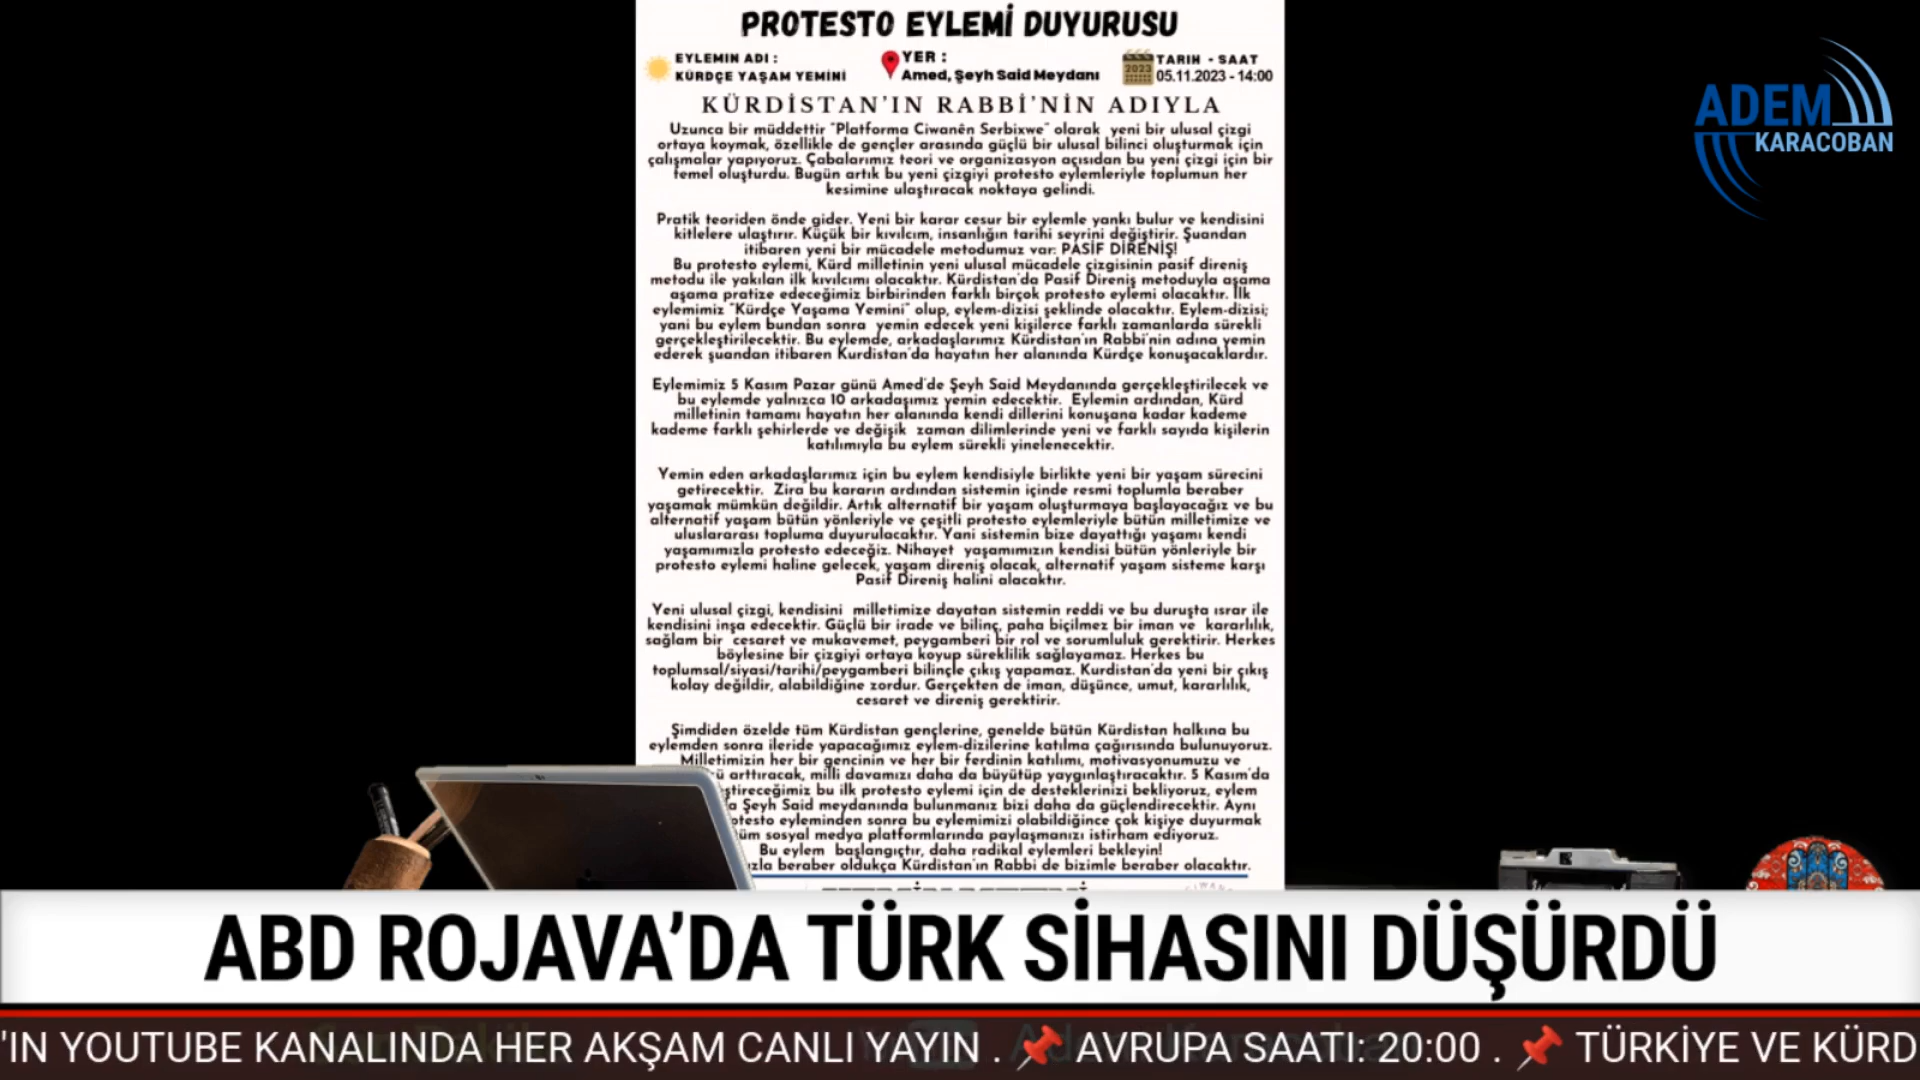 PROTESTO EYLEMİ DUYURUSU
EYLEMIN ADI :
KÜRDÇE YAŞAM YEMİNİ
YER :
Amed, Şeyh Said Meydanı
2023
TARIH - SAAT
05.11.2023 - 14:00
KÜRDİSTAN'IN RABBİ'NİN ADIYLA
Uzunca bir müddettir "Platforma Ciwanên Serbixwe" olarak yeni bir ulusal çizgi
ortaya koymak, özellikle de gençler arasında güçlü bir ulusal bilinci oluşturmak için
çalışmalar yapıyoruz. Çabalarımız teori ve organizasyon açısıdan bu yeni çizgi için bir
temel oluşturdu. Bugün artık bu yeni çizgiyi protesto eylemleriyle toplumun her
kesimine ulaştıracak noktaya gelindi.
Pratik teoriden önde gider. Yeni bir karar cesur bir eylemle yankı bulur ve kendisini
kitlelere ulaştırır. Küçük bir kıvılcım, insanlığın tarihi seyrini değiştirir. Şuandan
itibaren yeni bir mücadele metodumuz var: PASİF DİRENİŞ!
Bu protesto eylemi, Kürd milletinin yeni ulusal mücadele çizgisinin pasif direniş
metodu ile yakılan ilk kıvılcımı olacaktır. Kürdistan'da Pasif Direniş metoduyla aşama
aşama pratize edeceğimiz birbirinden farklı birçok protesto eylemi olacaktır. İlk
eylemimiz "Kürdçe Yaşama Yemini" olup, eylem-dizisi şeklinde olacaktır. Eylem-dizisi;
yani bu eylem bundan sonra yemin edecek yeni kişilerce farklı zamanlarda sürekli
gerçekleştirilecektir. Bu eylemde, arkadaşlarımız Kürdistan'ın Rabbi'nin adına yemin
ederek şuandan itibaren Kurdistan'da hayatın her alanında Kürdçe konuşacaklardır.
Eylemimiz 5 Kasım Pazar günü Amed'de Şeyh Said Meydanında gerçekleştirilecek ve
bu eylemde yalnızca 10 arkadaşımız yemin edecektir. Eylemin ardından, Kürd
milletinin tamamı hayatın her alanında kendi dillerini konuşana kadar kademe
kademe farklı şehirlerde ve değişik zaman dilimlerinde yeni ve farklı sayıda kişilerin
katılımıyla bu eylem sürekli yinelenecektir.
Yemin eden arkadaşlarımız için bu eylem kendisiyle birlikte yeni bir yaşam sürecini
getirecektir. Zira bu kararın ardından sistemin içinde resmi toplumla beraber
yaşamak mümkün değildir. Artık alternatif bir yaşam oluşturmaya başlayacağız ve bu
alternatif yaşam bütün yönleriyle ve çeşitli protesto eylemleriyle bütün milletimize ve
uluslararası topluma duyurulacaktır. Yani sistemin bize dayattığı yaşamı kendi
yaşamımızla protesto edeceğiz. Nihayet yaşamımızın kendisi bütün yönleriyle bir
protesto eylemi haline gelecek, yaşam direniş olacak, alternatif yaşam sisteme karşı
Pasif Direniş halini alacaktır.
Yeni ulusal çizgi, kendisini milletimize dayatan sistemin reddi ve bu duruşta ısrar ile
kendisini inşa edecektir. Güçlü bir irade ve bilinç, paha biçilmez bir iman ve kararlılık,
sağlam bir cesaret ve mukavemet, peygamberi bir rol ve sorumluluk gerektirir. Herkes
böylesine bir çizgiyi ortaya koyup süreklilik sağlayamaz. Herkes bu
toplumsal/siyasi/tarihi/peygamberi bilinçle çıkış yapamaz. Kurdistan'da yeni bir çıkış
kolay değildir, alabildiğine zordur. Gerçekten de iman, düşünce, umut, kararlılık,
cesaret ve direniş gerektirir.
Şimdiden özelde tüm Kürdistan gençlerine, genelde bütün Kürdistan halkına bu
eylemden sonra ileride yapacağımız eylem-dizilerine katılma çağırısında bulunuyoruz.
Milletimizin her bir gencinin ve her bir ferdinin katılımı, motivasyonumuzu ve
arttıracak, milli davamızı daha da büyütüp yaygınlaştıracaktır. 5 Kasım'da
ştireceğimiz bu ilk protesto eylemi için de desteklerinizi bekliyoruz, eylem
Şeyh Said meydanında bulunmanız bizi daha da güçlendirecektir. Aynı
otesto eyleminden sonra bu eylemimizi olabildiğince çok kişiye duyurmak
üm sosyal medya platformlarında paylaşmanızı istirham ediyoruz.
Bu eylem başlangıçtır, daha radikal eylemleri bekleyin!
zla beraber oldukça Kürdistan'ın Rabbi de bizimle beraber olacaktır.
ADEM
KARACOBAN
ABD ROJAVA'DA TÜRK SİHASINI DÜŞÜRDÜ
'IN YOUTUBE KANALINDA HER AKŞAM CANLI YAYIN . 📌 AVRUPA SAATI: 20:00 . 📌 TÜRKİYE VE KÜRD